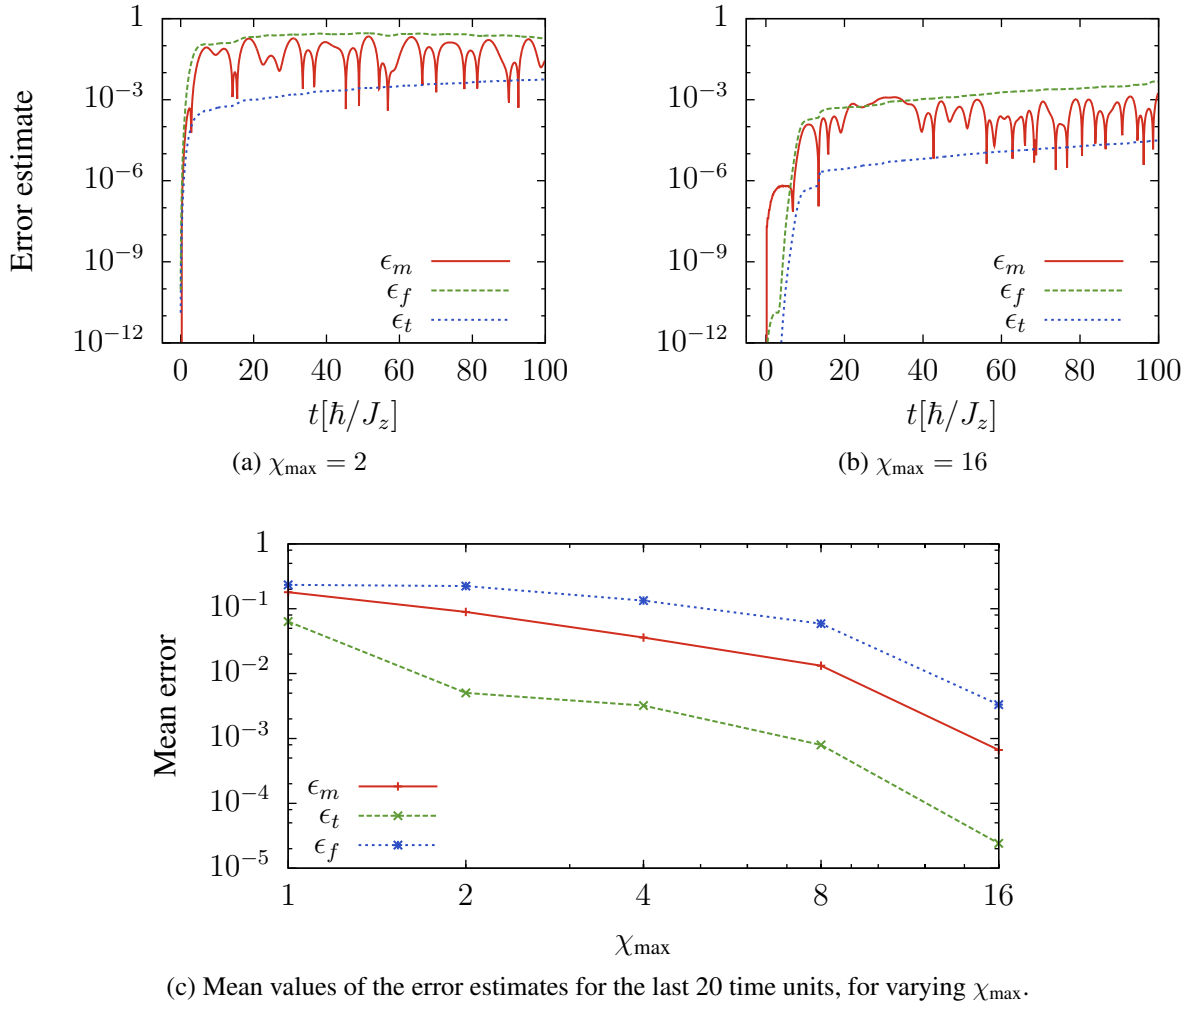 Error estimate
1
10⁻³
10⁻⁶
10⁻⁹
10⁻¹²
0 20 40 60 80 100
t[ħ/J_z]
ϵ_m
ϵ_f
ϵ_t
(a) χ_max = 2
1
10⁻³
10⁻⁶
10⁻⁹
10⁻¹²
0 20 40 60 80 100
t[ħ/J_z]
ϵ_m
ϵ_f
ϵ_t
(b) χ_max = 16
Mean error
1
10⁻¹
10⁻²
10⁻³
10⁻⁴
10⁻⁵
ϵ_m
ϵ_t
ϵ_f
1 2 4 8 16
χ_max
(c) Mean values of the error estimates for the last 20 time units, for varying χ_max.